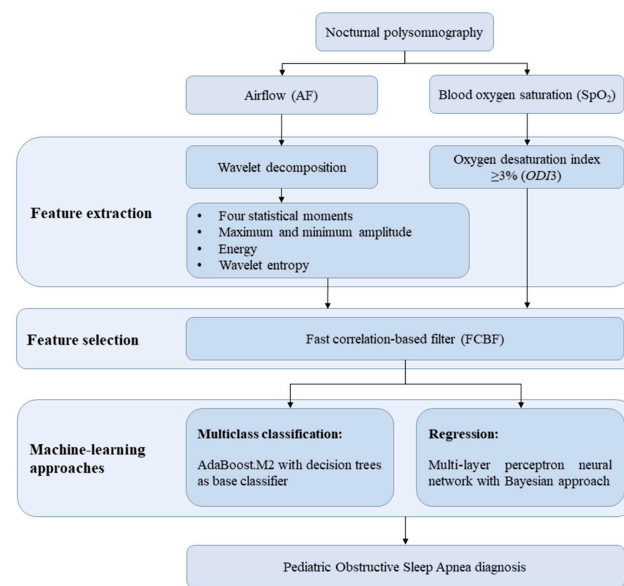 Nocturnal polysomnography
Airflow (AF)
Blood oxygen saturation (SpO₂)
Feature extraction
Wavelet decomposition
Oxygen desaturation index
≥3% (ODI3)
• Four statistical moments
• Maximum and minimum amplitude
• Energy
• Wavelet entropy
Feature selection
Fast correlation-based filter (FCBF)
Machine-learning
approaches
Multiclass classification:
AdaBoost.M2 with decision trees
as base classifier
Regression:
Multi-layer perceptron neural
network with Bayesian approach
Pediatric Obstructive Sleep Apnea diagnosis